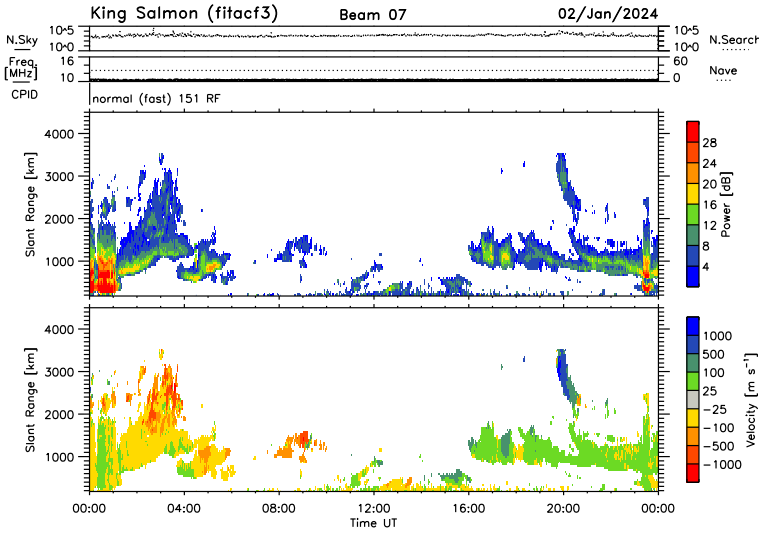 King Salmon (fitacf3) Beam 07 02/Jan/2024
N.Sky 10^5 10^0 10^5 10^0 N.Search
Freq. [MHz] 16 10 60 0 Nave
CPID normal (fast) 151 RF
Slant Range [km] 4000 3000 2000 1000
28 24 20 16 12 8 4 Power [dB]
Slant Range [km] 4000 3000 2000 1000
1000 500 100 25 −25 −100 −500 −1000 Velocity [m s⁻¹]
00:00 04:00 08:00 12:00 16:00 20:00 00:00
Time UT